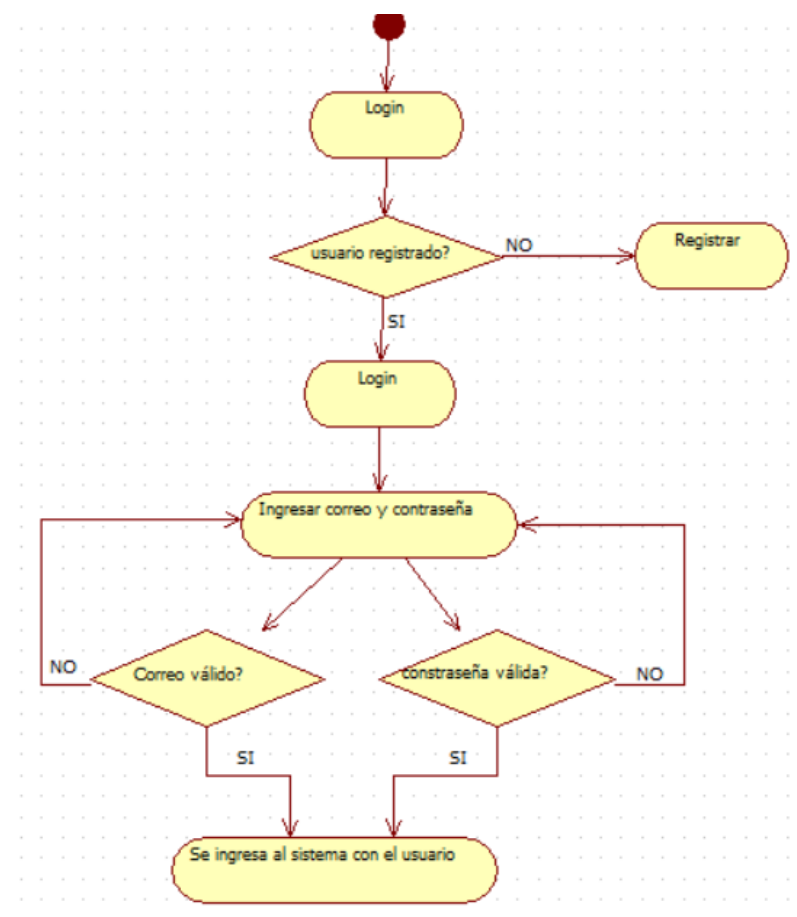 Login
usuario registrado?
NO
Registrar
SI
Login
Ingresar correo y contraseña
NO
Correo válido?
constraseña válida?
NO
SI
SI
Se ingresa al sistema con el usuario